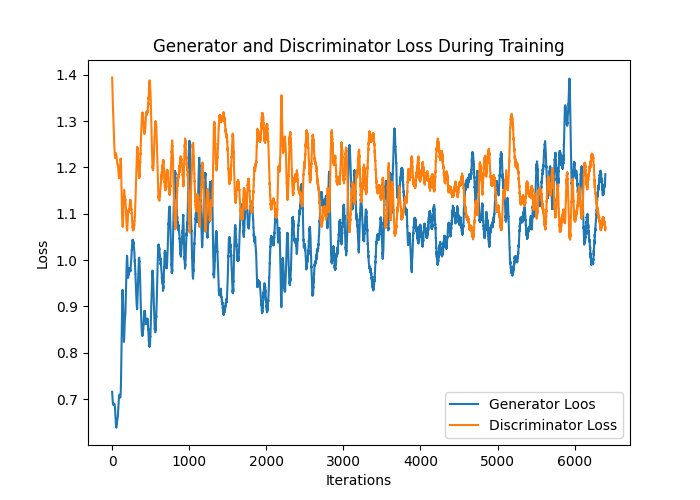 Generator and Discriminator Loss During Training
1.4
1.3
1.2
1.1
1.0
0.9
0.8
0.7
Loss
Generator Loos
Discriminator Loss
0 1000 2000 3000 4000 5000 6000
Iterations